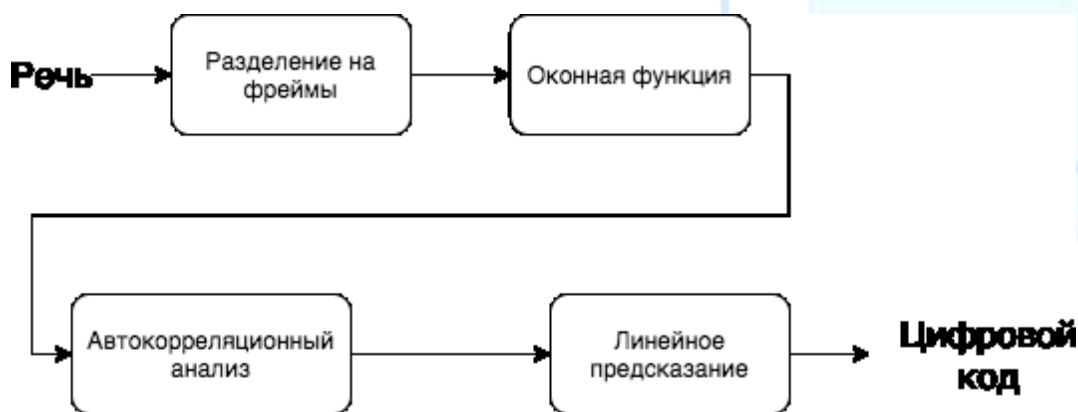 Речь
Разделение на
фреймы
Оконная функция
Автокорреляционный
анализ
Линейное
предсказание
Цифровой
код